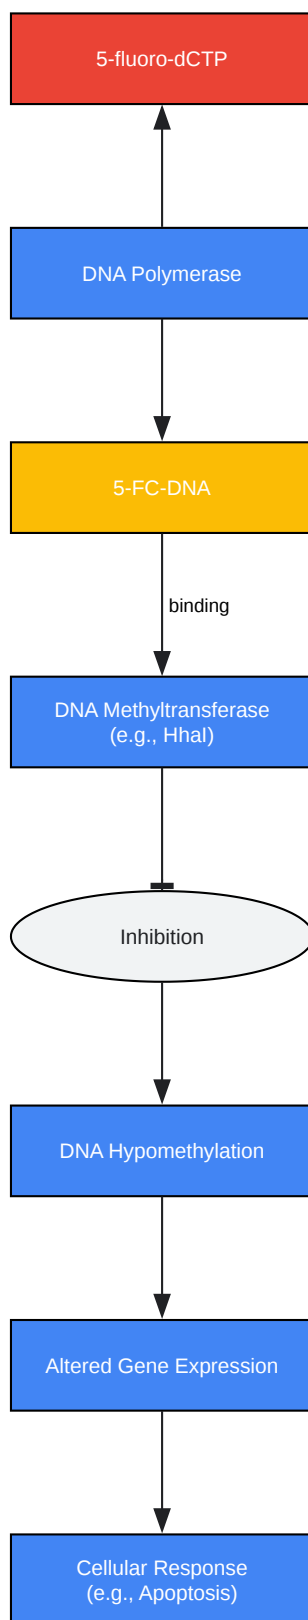 5-fluoro-dCTP
DNA Polymerase
5-FC-DNA
binding
DNA Methyltransferase
(e.g., HhaI)
Inhibition
DNA Hypomethylation
Altered Gene Expression
Cellular Response
(e.g., Apoptosis)